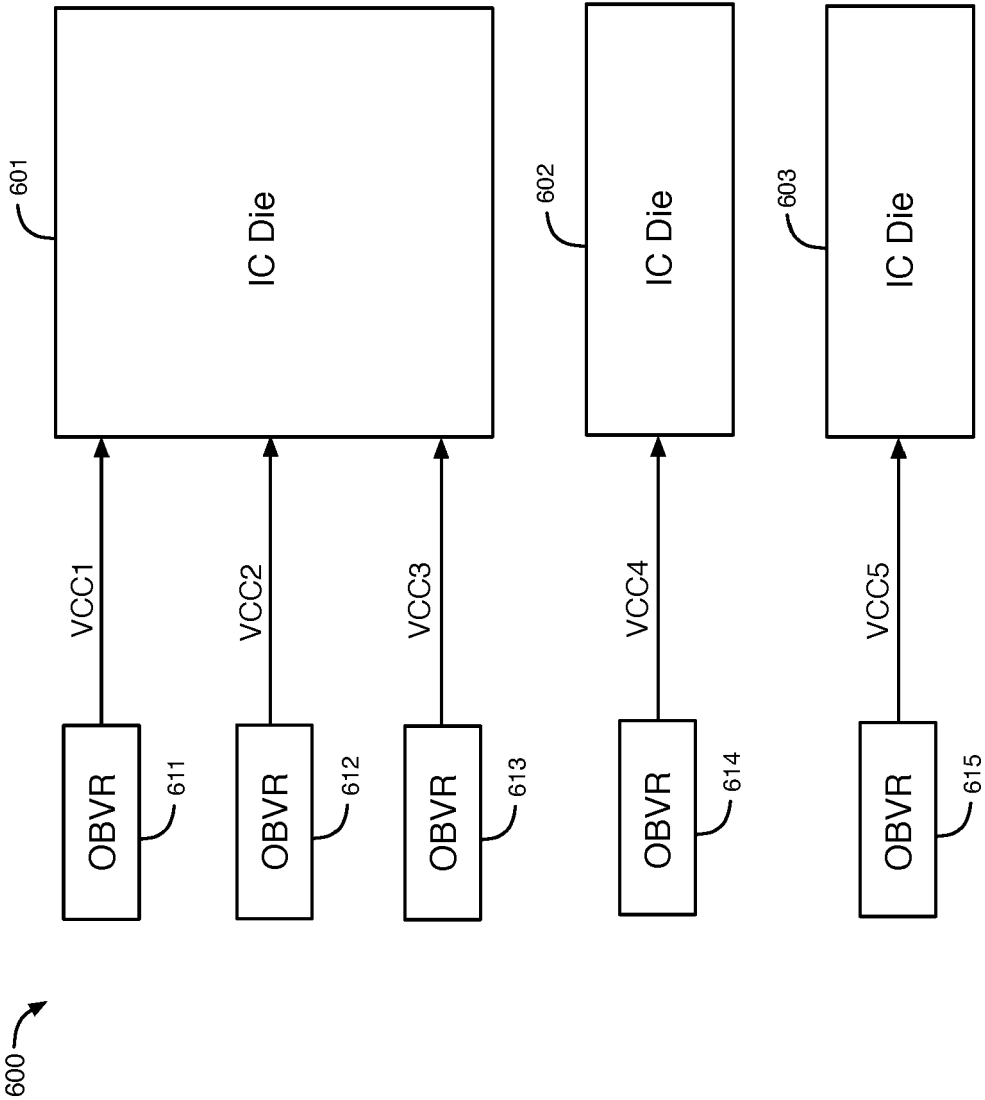 600
OBVR
611
VCC1
601
IC Die
OBVR
612
VCC2
OBVR
613
VCC3
OBVR
614
VCC4
602
IC Die
OBVR
615
VCC5
603
IC Die